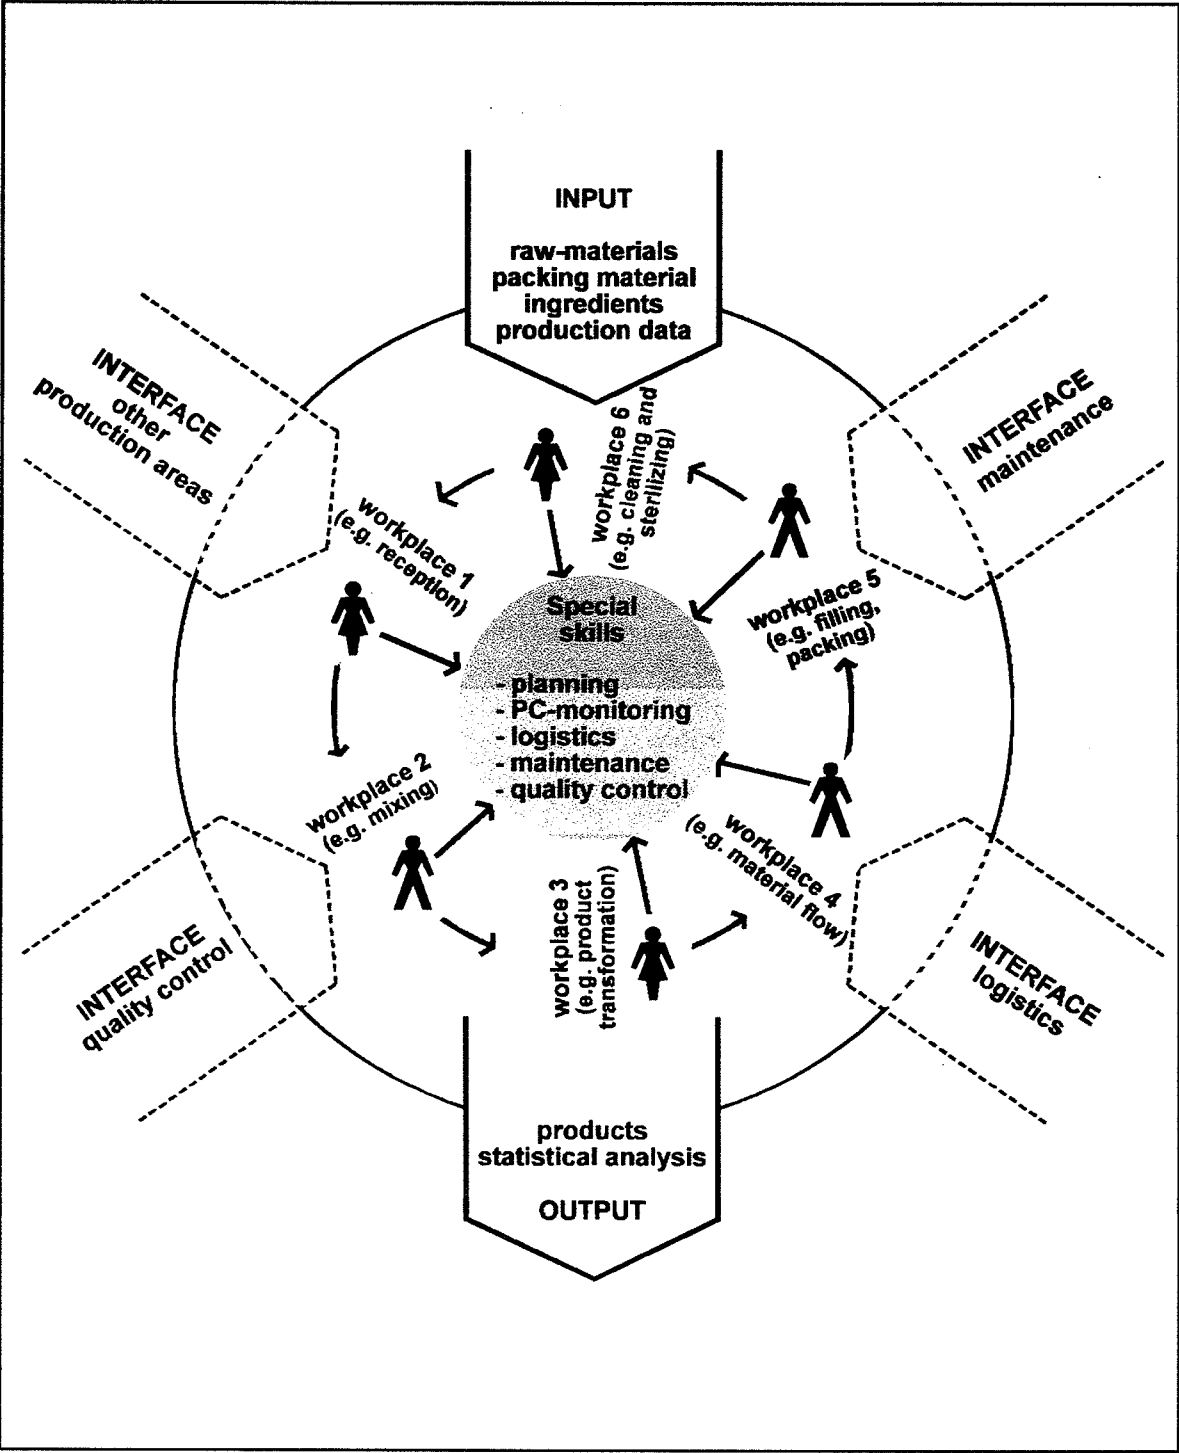 INPUT
raw-materials
packing material
ingredients
production data
INTERFACE
other
production areas
INTERFACE
maintenance
workplace 6
(e.g. cleaning and
sterilizing)
workplace 1
(e.g. reception)
workplace 5
(e.g. filling,
packing)
Special
skills
- planning
- PC-monitoring
- logistics
- maintenance
- quality control
workplace 2
(e.g. mixing)
workplace 4
(e.g. material flow)
workplace 3
(e.g. product
transformation)
INTERFACE
quality control
INTERFACE
logistics
products
statistical analysis
OUTPUT